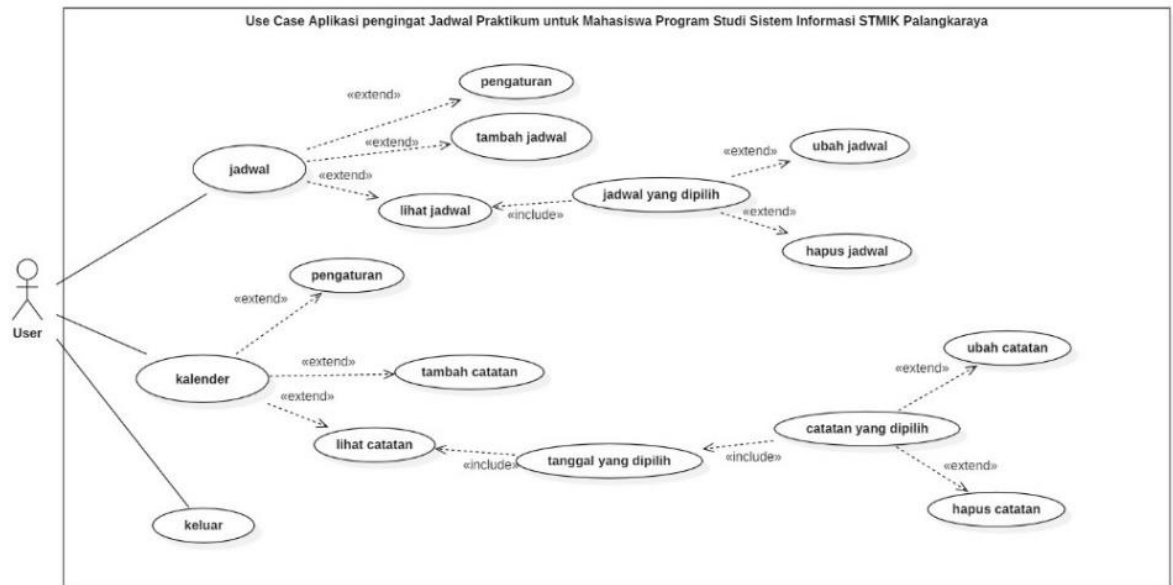 Use Case Aplikasi pengingat Jadwal Praktikum untuk Mahasiswa Program Studi Sistem Informasi STMIK Palangkaraya
pengaturan
«extend»
tambah jadwal
«extend»
ubah jadwal
«extend»
jadwal
«extend»
jadwal yang dipilih
lihat jadwal
«include»
«extend»
hapus jadwal
pengaturan
«extend»
User
ubah catatan
«extend»
tambah catatan
«extend»
kalender
«extend»
catatan yang dipilih
lihat catatan
«include»
tanggal yang dipilih
«include»
«extend»
hapus catatan
keluar